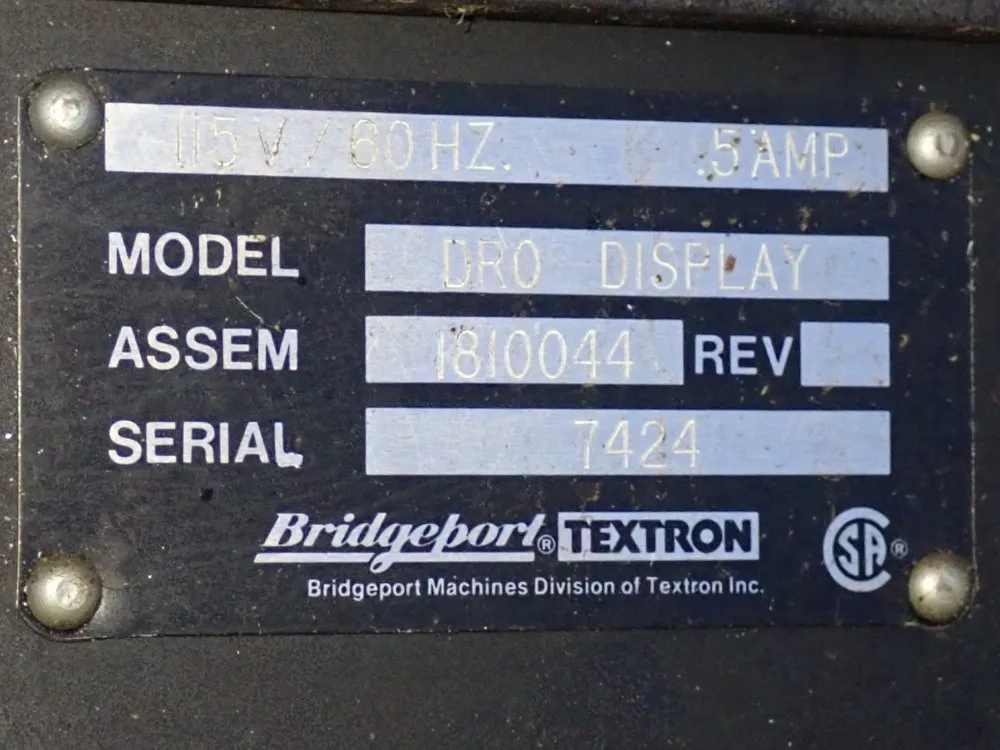 115 V / 60 HZ. .5 AMP
MODEL DRO DISPLAY
ASSEM 1810044 REV
SERIAL 7424
Bridgeport® TEXTRON
Bridgeport Machines Division of Textron Inc.
SA®